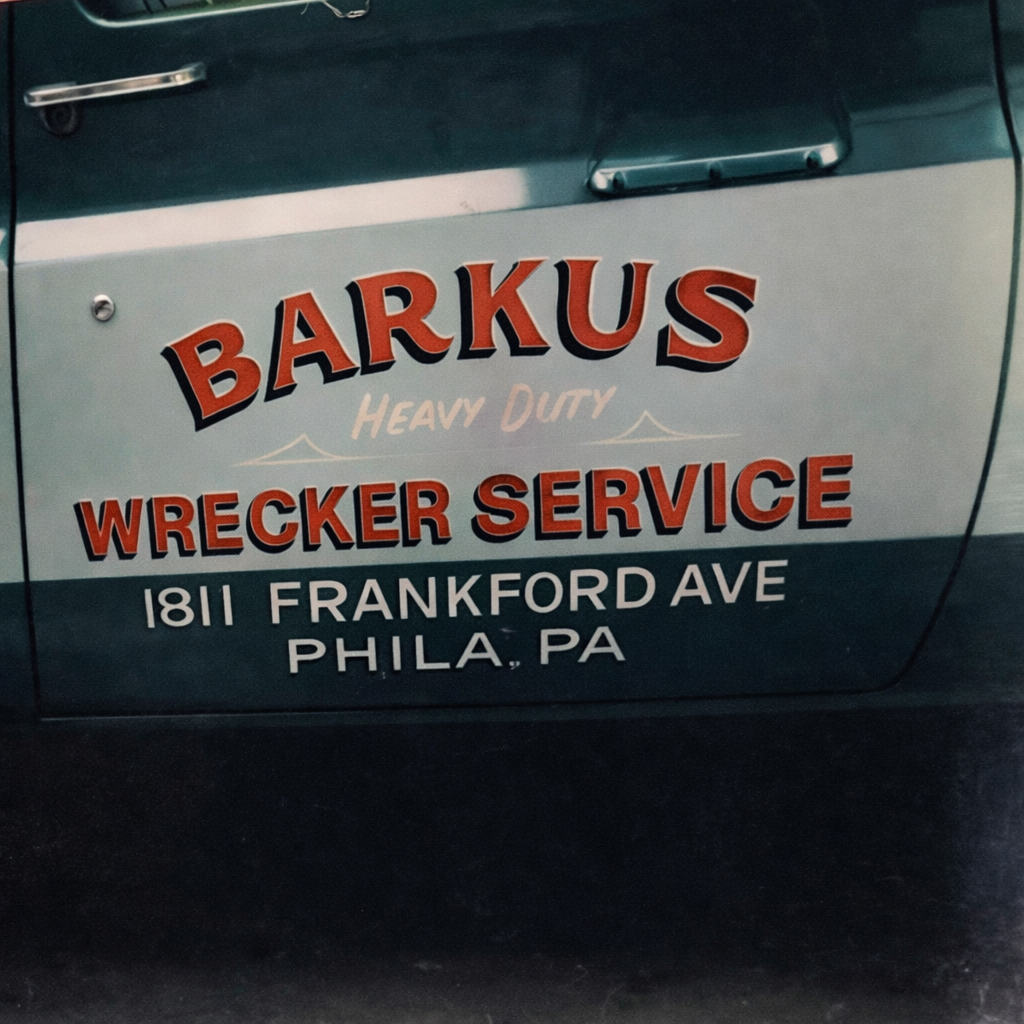 BARKUS
HEAVY DUTY
WRECKER SERVICE
1811 FRANKFORD AVE
PHILA. PA